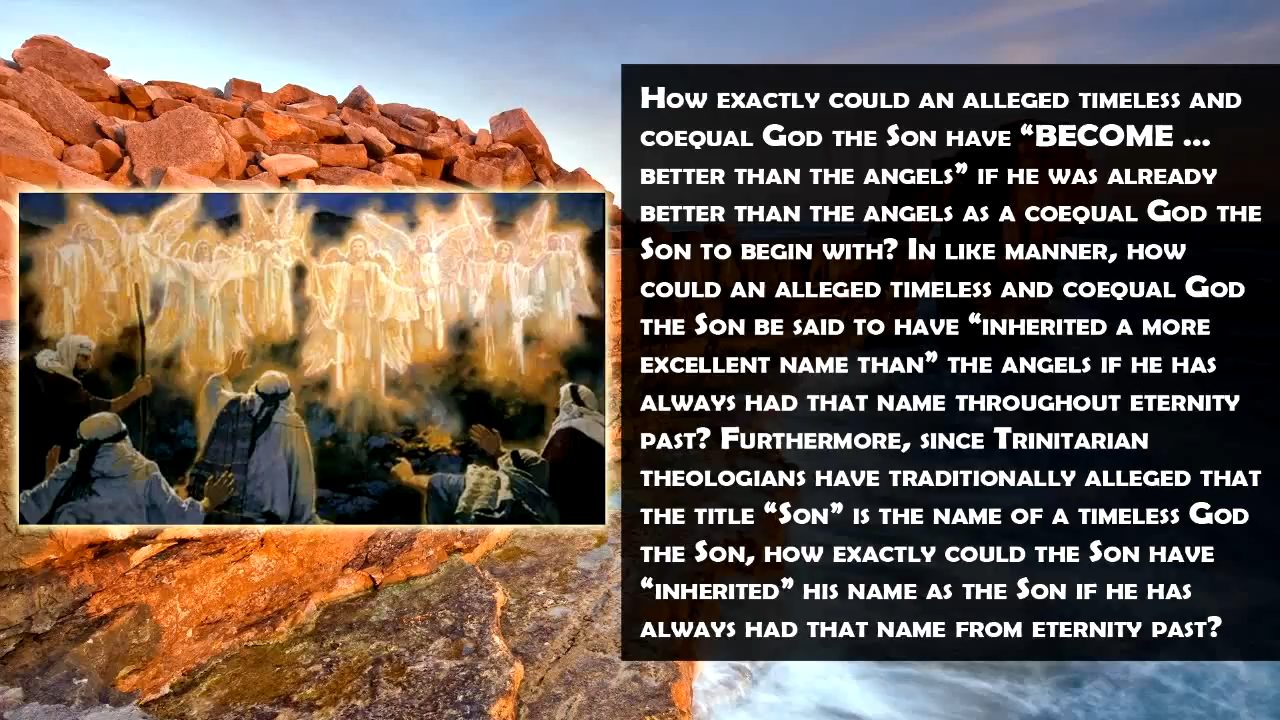 How exactly could an alleged timeless and
coequal God the Son have “BECOME ...
better than the angels” if he was already
better than the angels as a coequal God the
Son to begin with? In like manner, how
could an alleged timeless and coequal God
the Son be said to have “inherited a more
excellent name than” the angels if he has
always had that name throughout eternity
past? Furthermore, since Trinitarian
theologians have traditionally alleged that
the title “Son” is the name of a timeless God
the Son, how exactly could the Son have
“inherited” his name as the Son if he has
always had that name from eternity past?